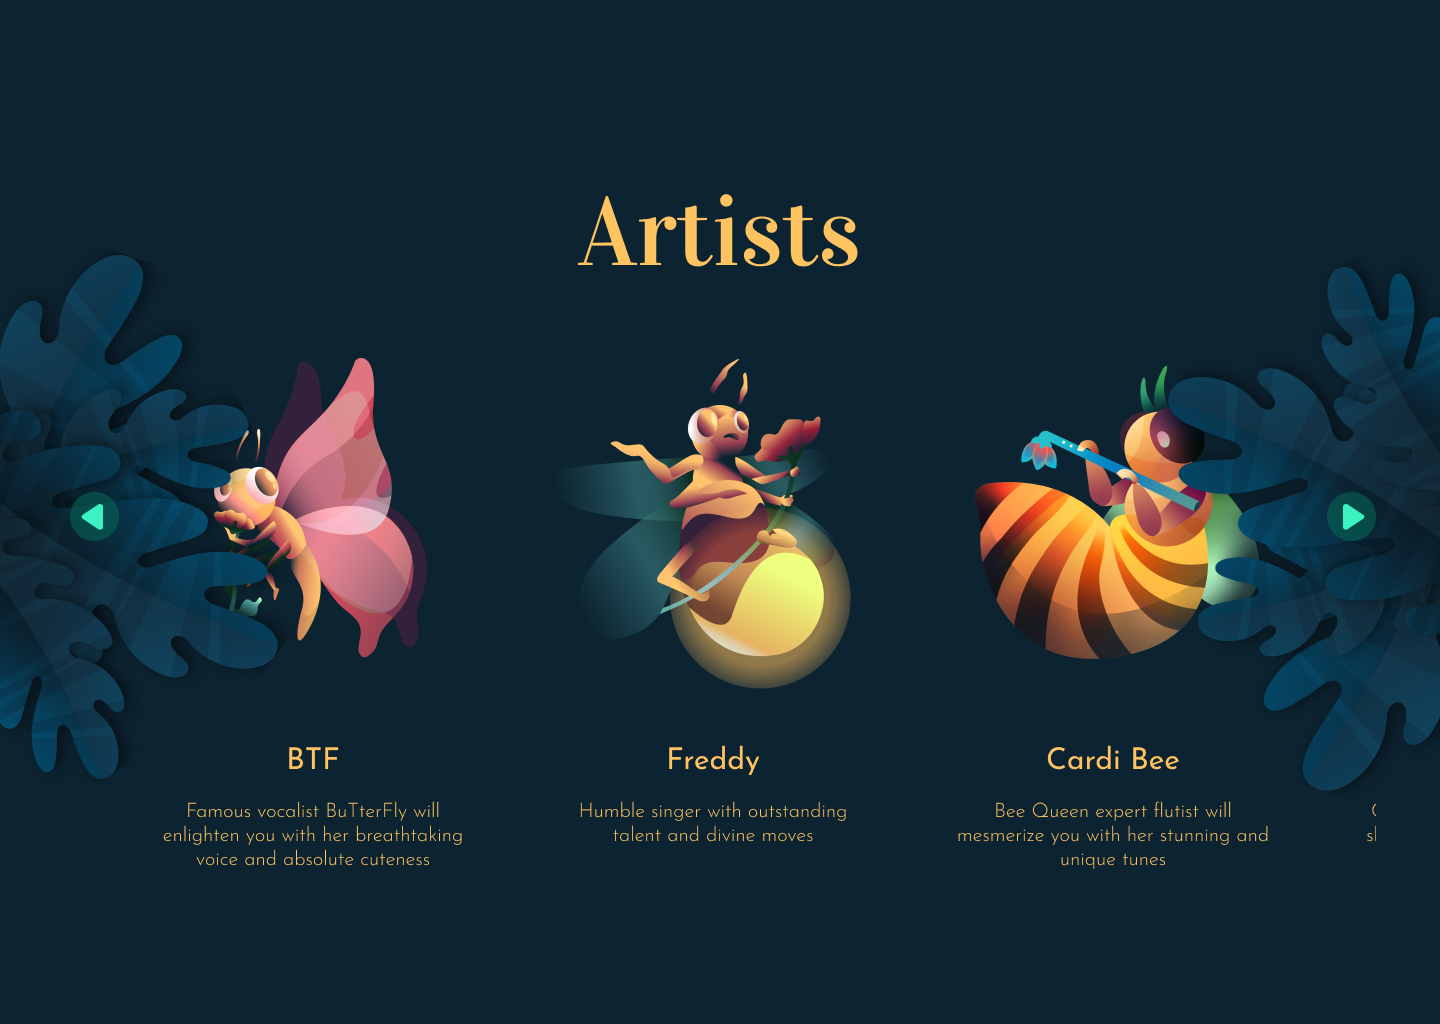 Artists
BTF
Famous vocalist BuTterFly will
enlighten you with her breathtaking
voice and absolute cuteness
Freddy
Humble singer with outstanding
talent and divine moves
Cardi Bee
Bee Queen expert flutist will
mesmerize you with her stunning and
unique tunes